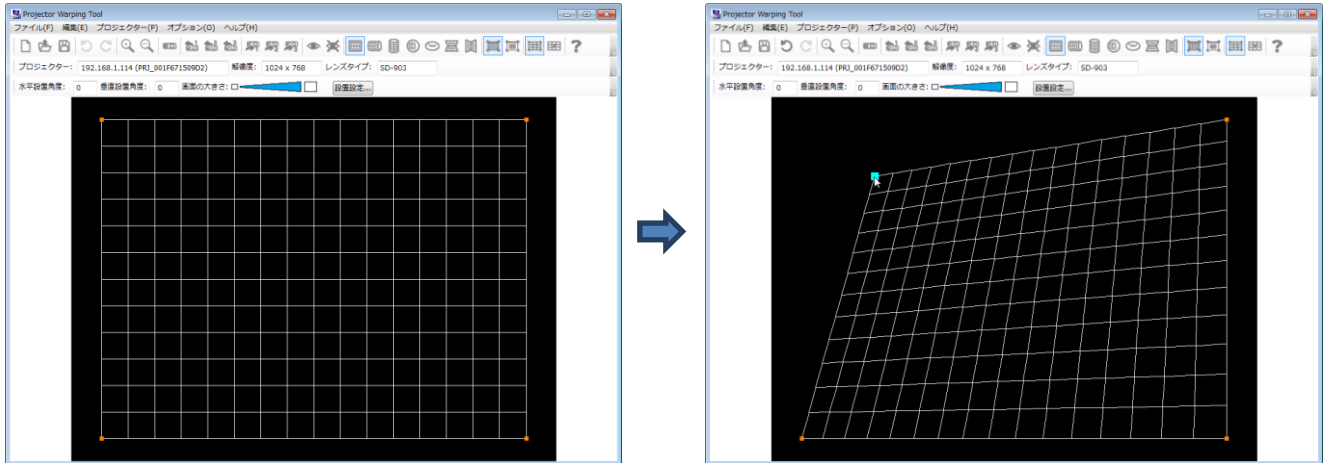 Projector Warping Tool
ファイル(F) 編集(E) プロジェクター(P) オプション(O) ヘルプ(H)
プロジェクター: 192.168.1.114 (PRJ_001F671509D2) 解像度: 1024 x 768 レンズタイプ: SD-903
水平設置角度: 0 垂直設置角度: 0 画面の大きさ: 設置設定...
Projector Warping Tool
ファイル(F) 編集(E) プロジェクター(P) オプション(O) ヘルプ(H)
プロジェクター: 192.168.1.114 (PRJ_001F671509D2) 解像度: 1024 x 768 レンズタイプ: SD-903
水平設置角度: 0 垂直設置角度: 0 画面の大きさ: 設置設定...